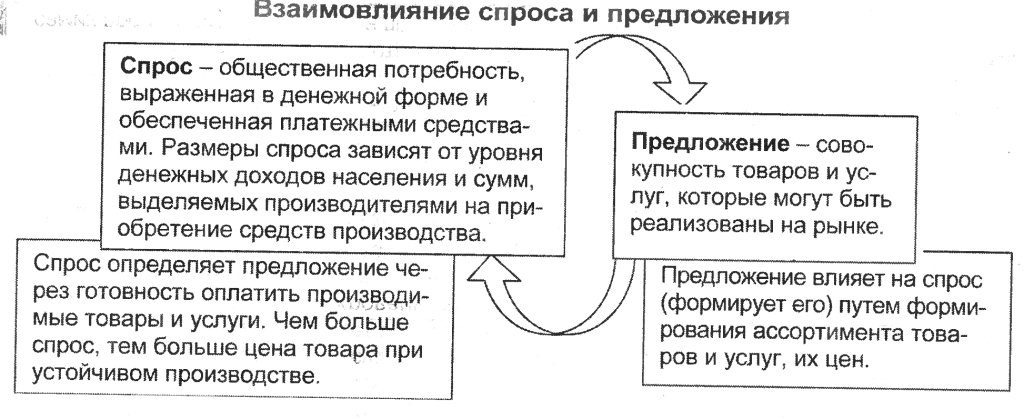 Взаимовлияние спроса и предложения
Спрос – общественная потребность,
выраженная в денежной форме и
обеспеченная платежными средства-
ми. Размеры спроса зависят от уровня
денежных доходов населения и сумм,
выделяемых производителями на при-
обретение средств производства.
Спрос определяет предложение че-
рез готовность оплатить производи-
мые товары и услуги. Чем больше
спрос, тем больше цена товара при
устойчивом производстве.
Предложение – сово-
купность товаров и ус-
луг, которые могут быть
реализованы на рынке.
Предложение влияет на спрос
(формирует его) путем форми-
рования ассортимента това-
ров и услуг, их цен.